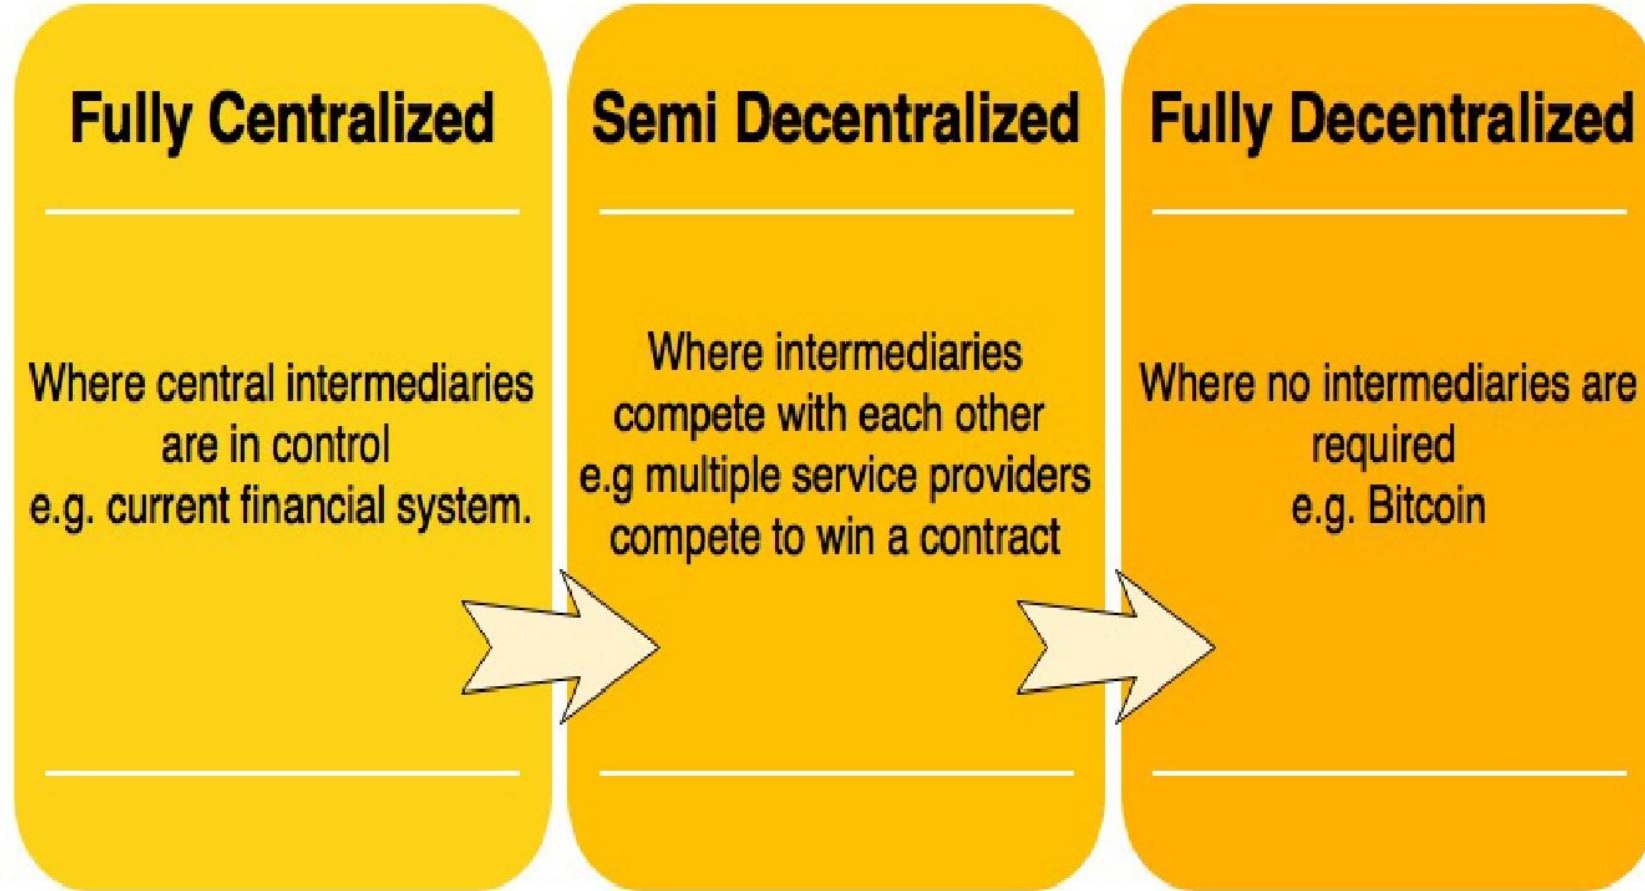 Fully Centralized
Where central intermediaries
are in control
e.g. current financial system.
Semi Decentralized
Where intermediaries
compete with each other
e.g multiple service providers
compete to win a contract
Fully Decentralized
Where no intermediaries are
required
e.g. Bitcoin